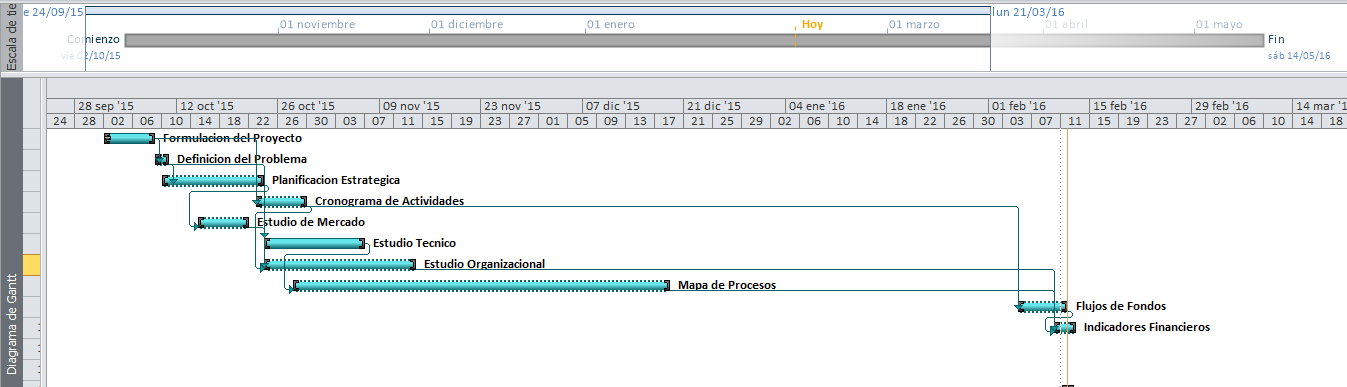 e 24/09/15 lun 21/03/16
01 noviembre 01 diciembre 01 enero Hoy 01 marzo 01 abril 01 mayo
Comienzo Fin
vie 02/10/15 sáb 14/05/16
Escala de tie
28 sep '15 12 oct '15 26 oct '15 09 nov '15 23 nov '15 07 dic '15 21 dic '15 04 ene '16 18 ene '16 01 feb '16 15 feb '16 29 feb '16 14 mar '1
24 28 02 06 10 14 18 22 26 30 03 07 11 15 19 23 27 01 05 09 13 17 21 25 29 02 06 10 14 18 22 26 30 03 07 11 15 19 23 27 02 06 10 14 18
Formulacion del Proyecto
Definicion del Problema
Planificacion Estrategica
Cronograma de Actividades
Estudio de Mercado
Estudio Tecnico
Estudio Organizacional
Mapa de Procesos
Flujos de Fondos
Indicadores Financieros
Diagrama de Gantt